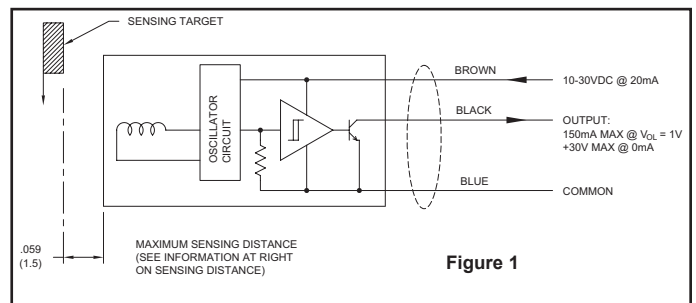 SENSING TARGET
BROWN
10-30VDC @ 20mA
BLACK
OUTPUT:
150mA MAX @ VOL = 1V
+30V MAX @ 0mA
OSCILLATOR
CIRCUIT
BLUE
COMMON
.059
(1.5)
MAXIMUM SENSING DISTANCE
(SEE INFORMATION AT RIGHT
ON SENSING DISTANCE)
Figure 1